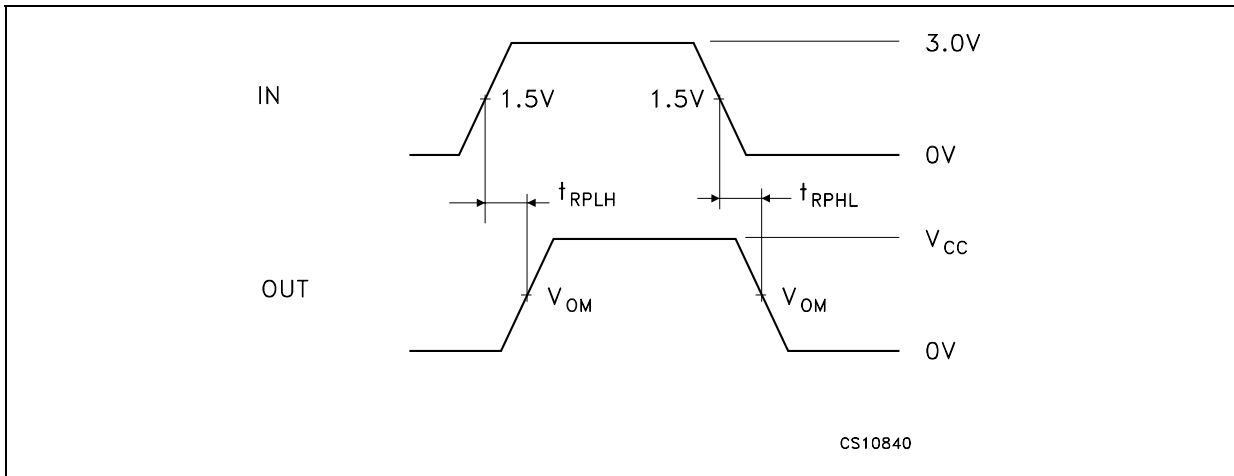 3.0V
IN
1.5V 1.5V
0V
tRPLH tRPHL
VCC
OUT
VOM VOM
0V
CS10840